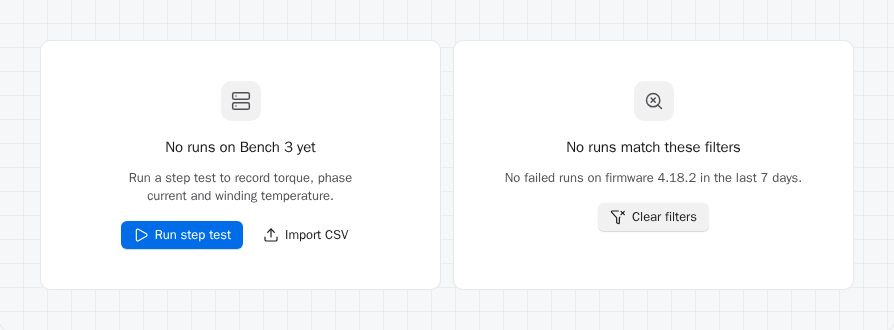 No runs on Bench 3 yet
Run a step test to record torque, phase
current and winding temperature.
Run step test
Import CSV
No runs match these filters
No failed runs on firmware 4.18.2 in the last 7 days.
Clear filters